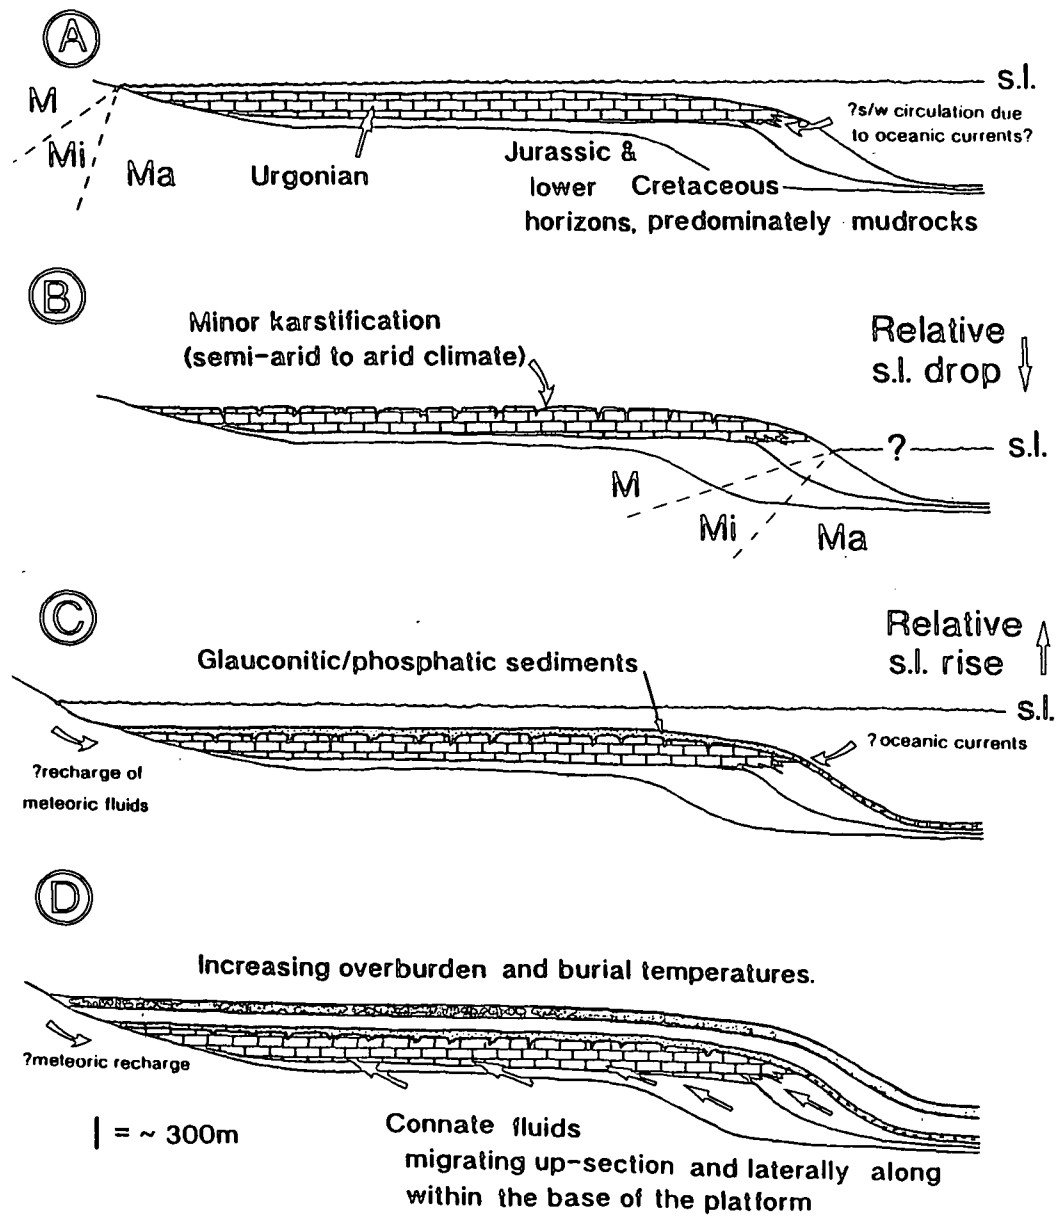 A
s.l.
M
Mi
Ma
Urgonian
?s/w circulation due
to oceanic currents?
Jurassic &
lower Cretaceous
horizons, predominately mudrocks
B
Minor karstification
(semi-arid to arid climate)
Relative
s.l. drop
?
s.l.
M
Mi
Ma
C
Relative
s.l. rise
Glauconitic/phosphatic sediments
s.l.
? oceanic currents
?recharge of
meteoric fluids
D
Increasing overburden and burial temperatures.
?meteoric recharge
= ~ 300m
Connate fluids
migrating up-section and laterally along
within the base of the platform